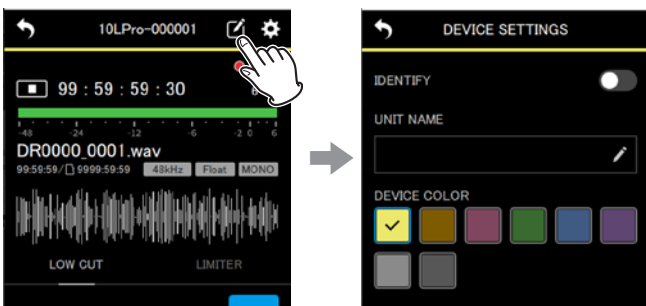 10LPro-000001
99 : 59 : 59 : 30
-48 -24 -12 -6 -2 0 6
DR0000_0001.wav
99:59:59/ 9999:59:59 48kHz Float MONO
LOW CUT LIMITER
DEVICE SETTINGS
IDENTIFY
UNIT NAME
DEVICE COLOR